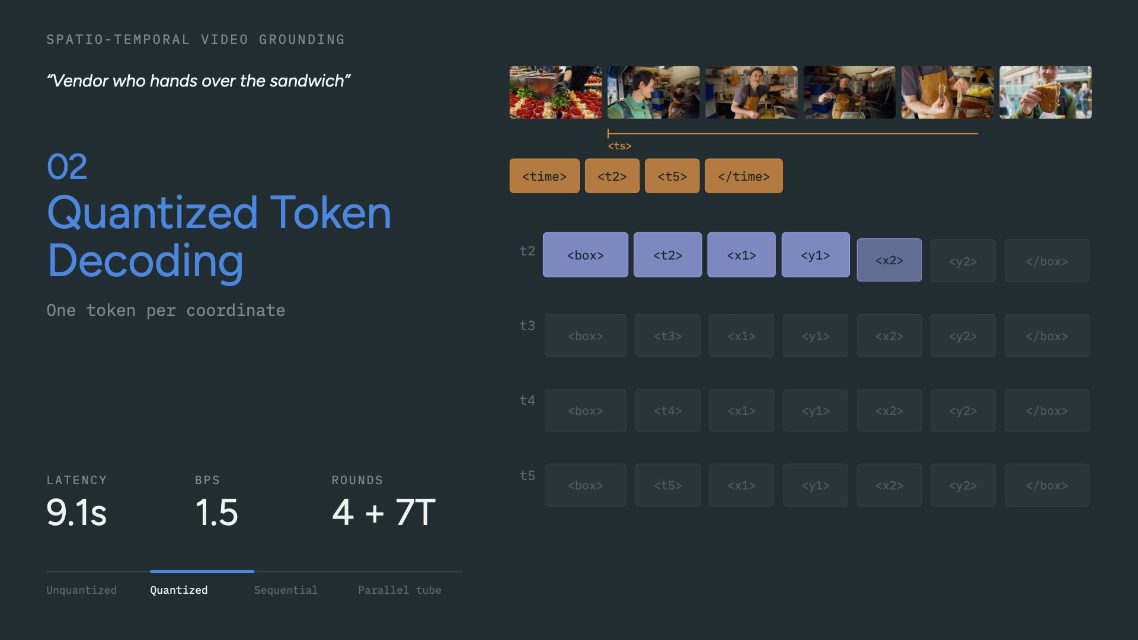 SPATIO-TEMPORAL VIDEO GROUNDING
“Vendor who hands over the sandwich”
02
Quantized Token
Decoding
One token per coordinate
LATENCY BPS ROUNDS
9.1s 1.5 4 + 7T
Unquantized Quantized Sequential Parallel tube
<ts>
<time> <t2> <t5> </time>
t2 <box> <t2> <x1> <y1> <x2> <y2> </box>
t3 <box> <t3> <x1> <y1> <x2> <y2> </box>
t4 <box> <t4> <x1> <y1> <x2> <y2> </box>
t5 <box> <t5> <x1> <y1> <x2> <y2> </box>